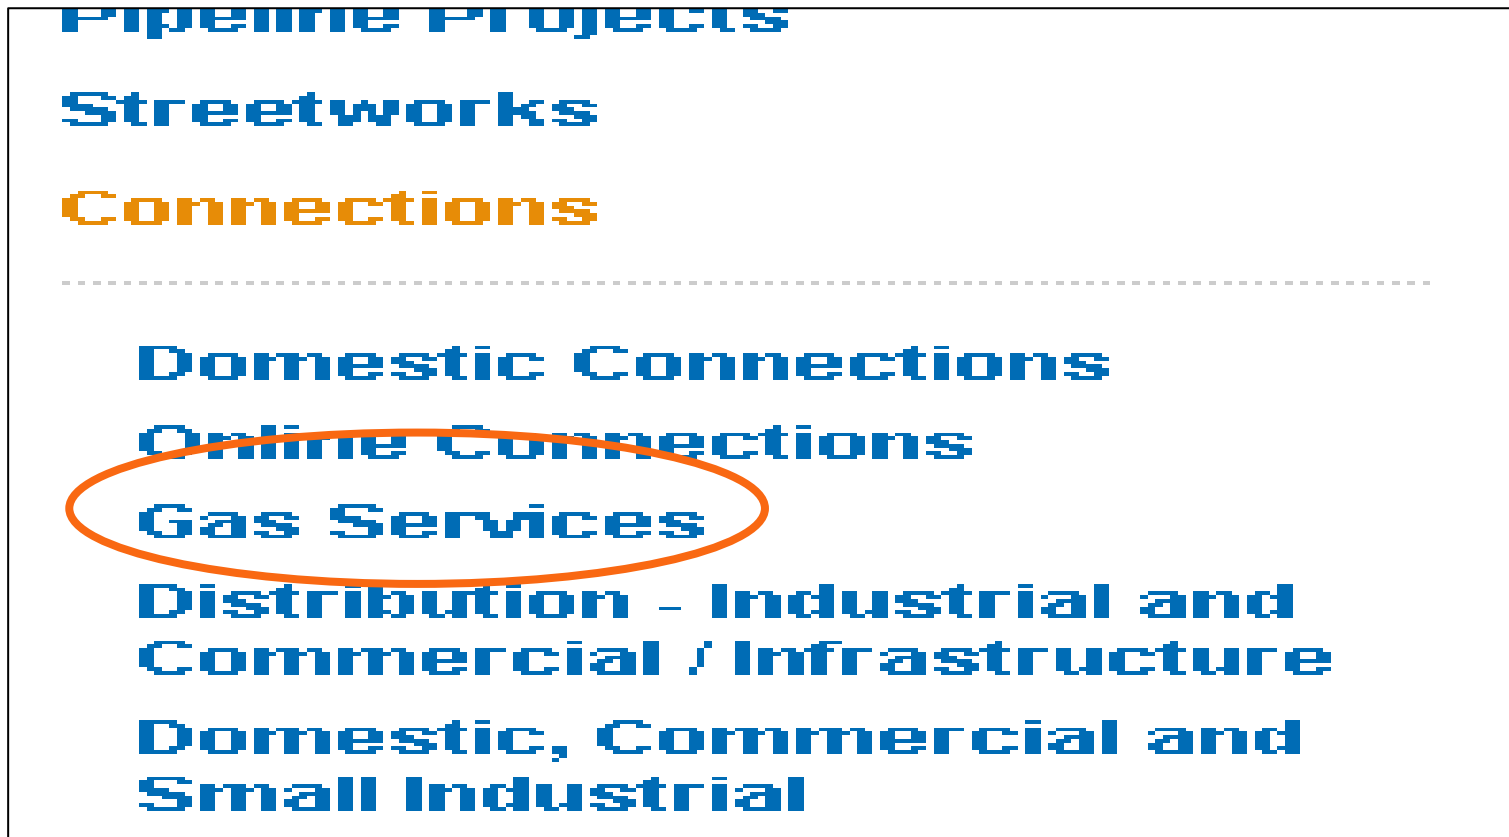 Pipeline Projects
Streetworks
Connections
Domestic Connections
Online Connections
Gas Services
Distribution - Industrial and
Commercial / Infrastructure
Domestic, Commercial and
Small Industrial